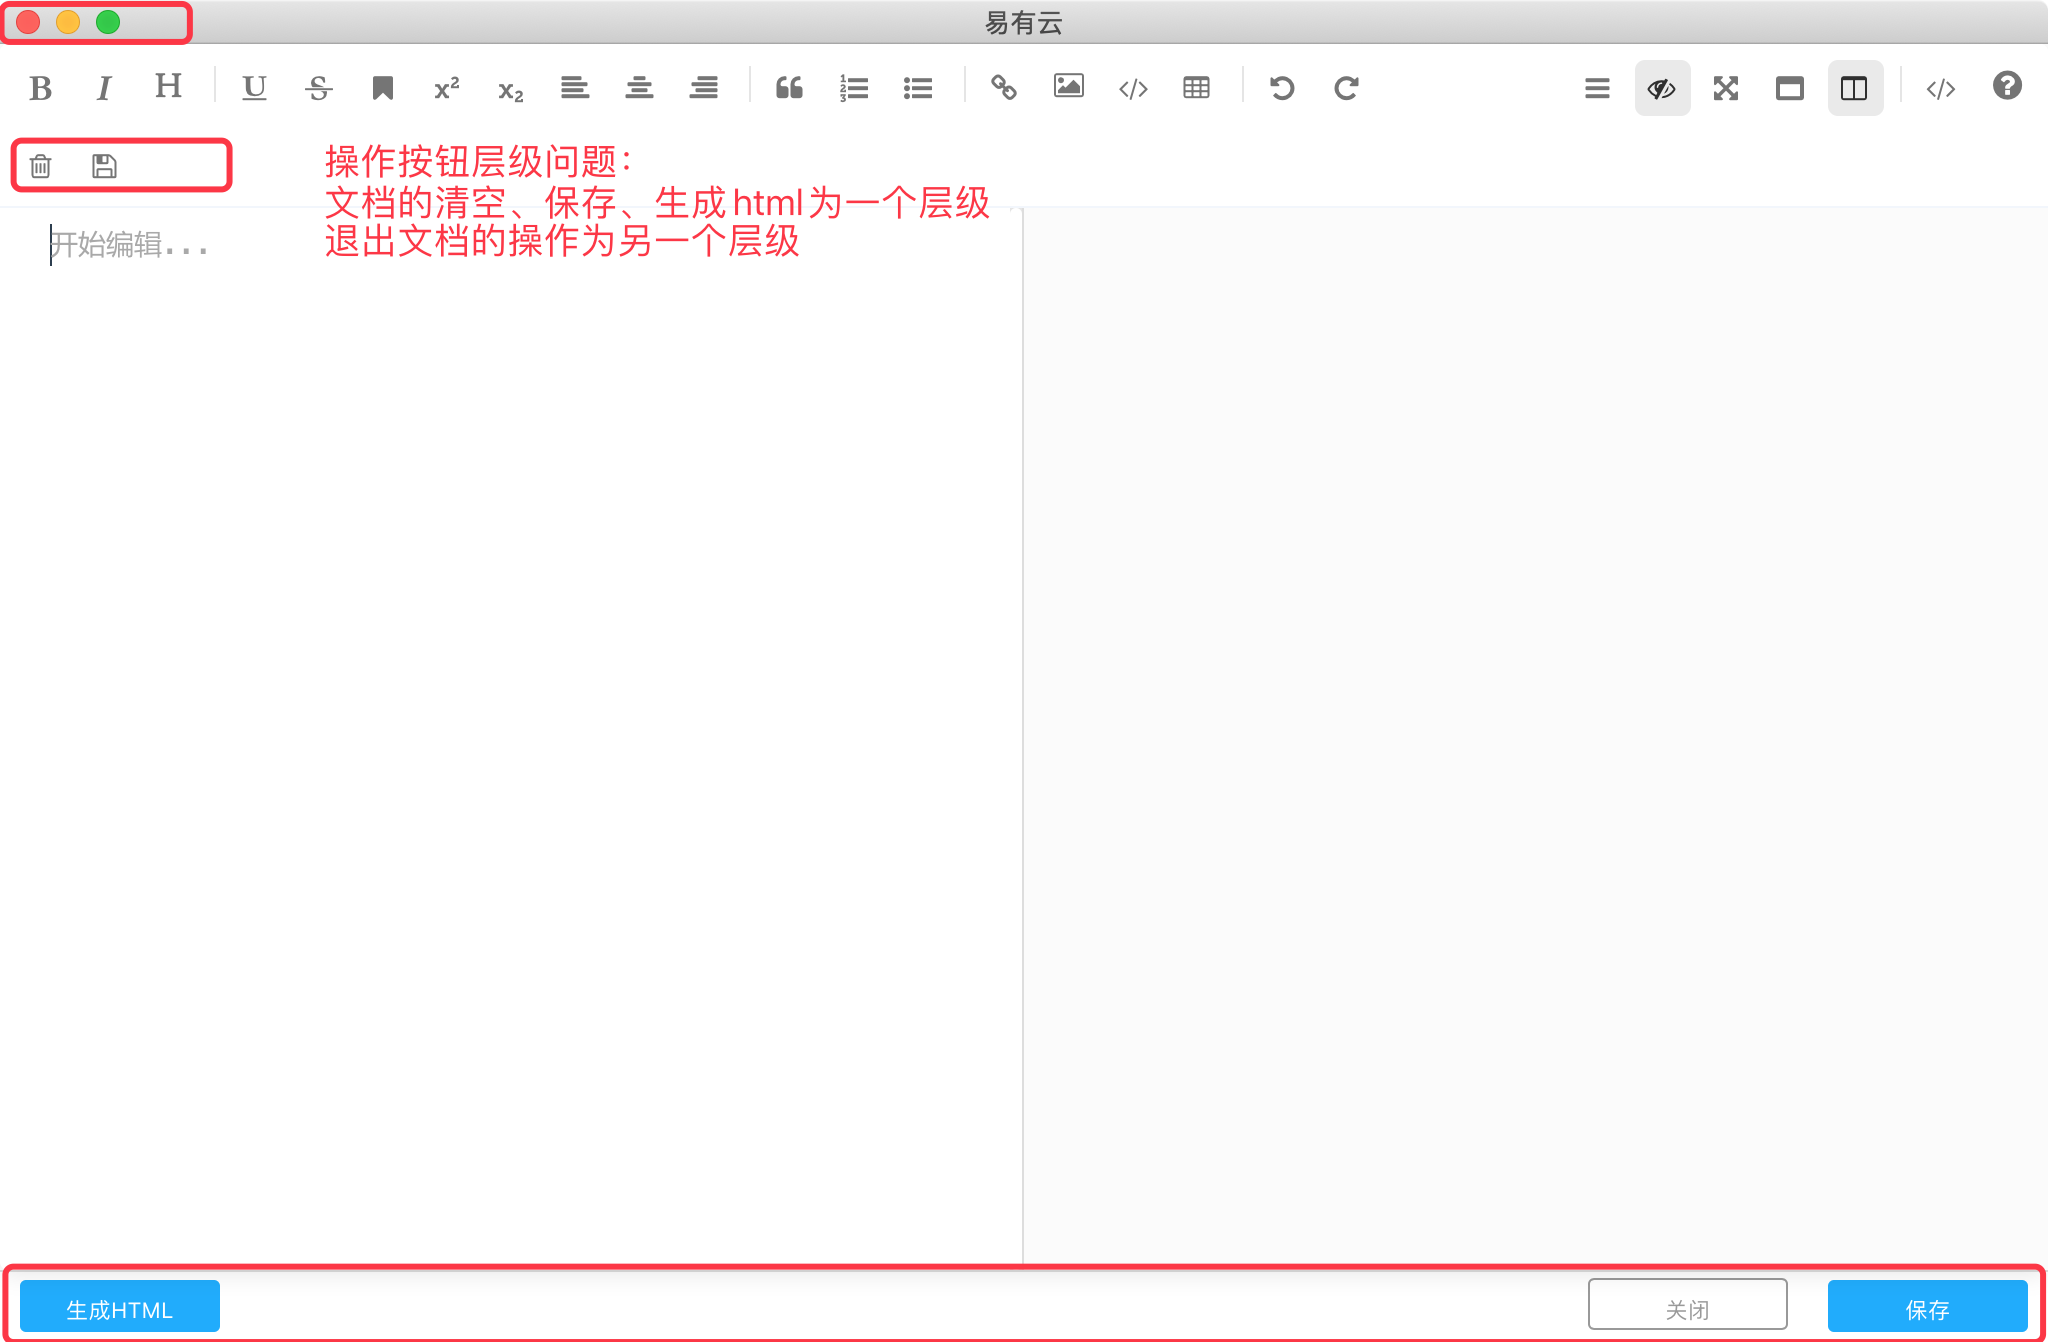 易有云
B I H U S x² x₂
操作按钮层级问题：
文档的清空、保存、生成html为一个层级
退出文档的操作为另一个层级
开始编辑...
生成HTML
关闭
保存